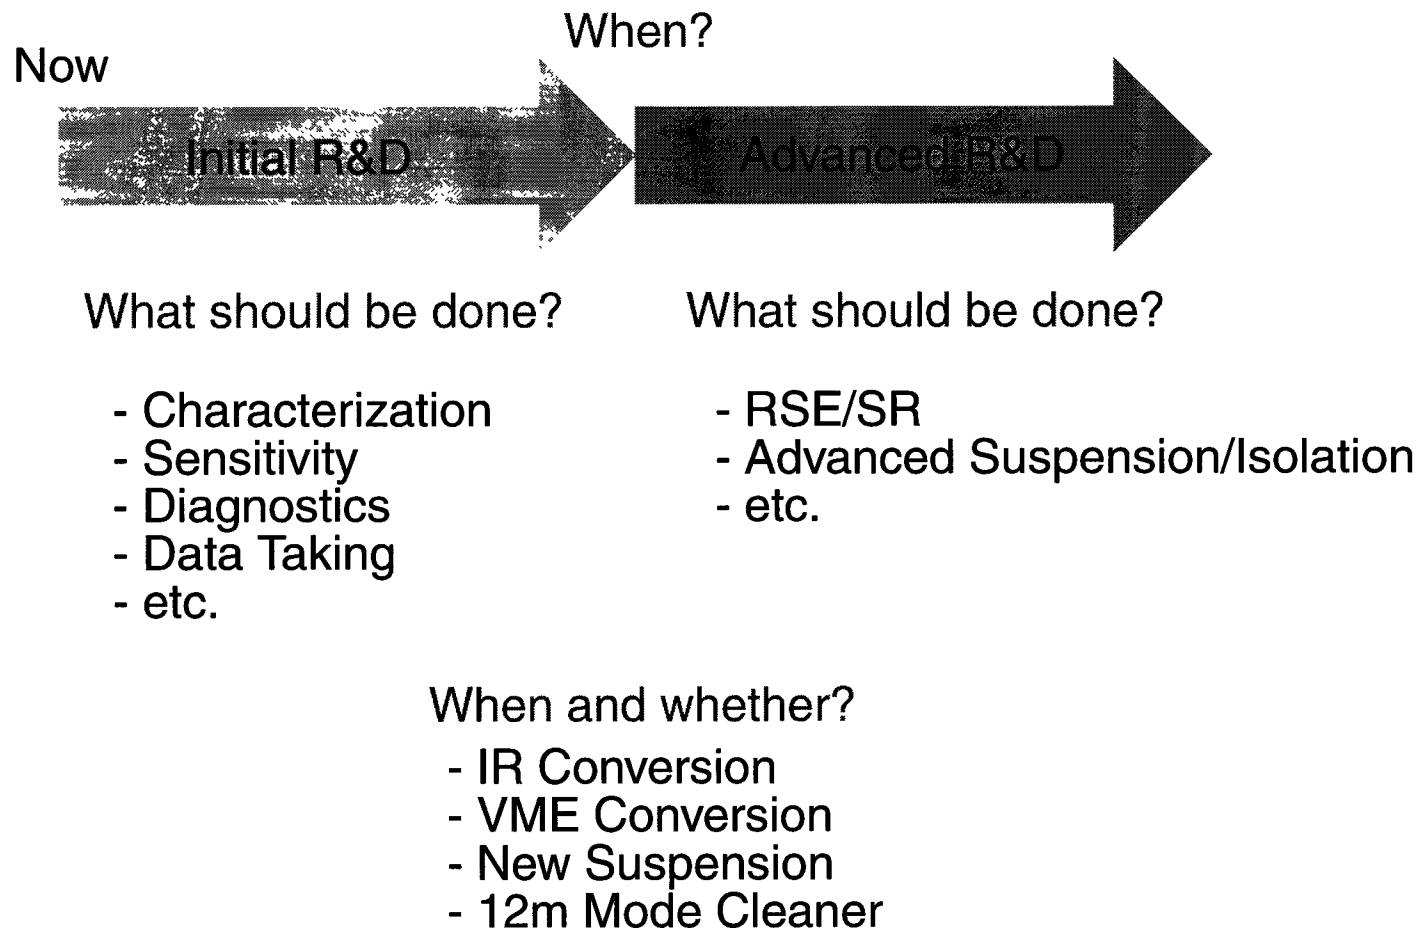 When?
Now
Initial R&D
Advanced R&D
What should be done?
- Characterization
- Sensitivity
- Diagnostics
- Data Taking
- etc.
What should be done?
- RSE/SR
- Advanced Suspension/Isolation
- etc.
When and whether?
- IR Conversion
- VME Conversion
- New Suspension
- 12m Mode Cleaner